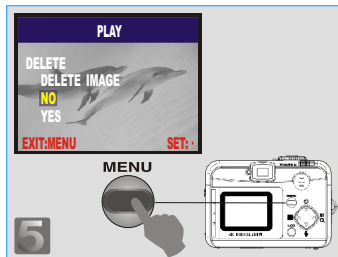 PLAY
DELETE
DELETE IMAGE
NO
YES
EXIT:MENU SET:
MENU
5